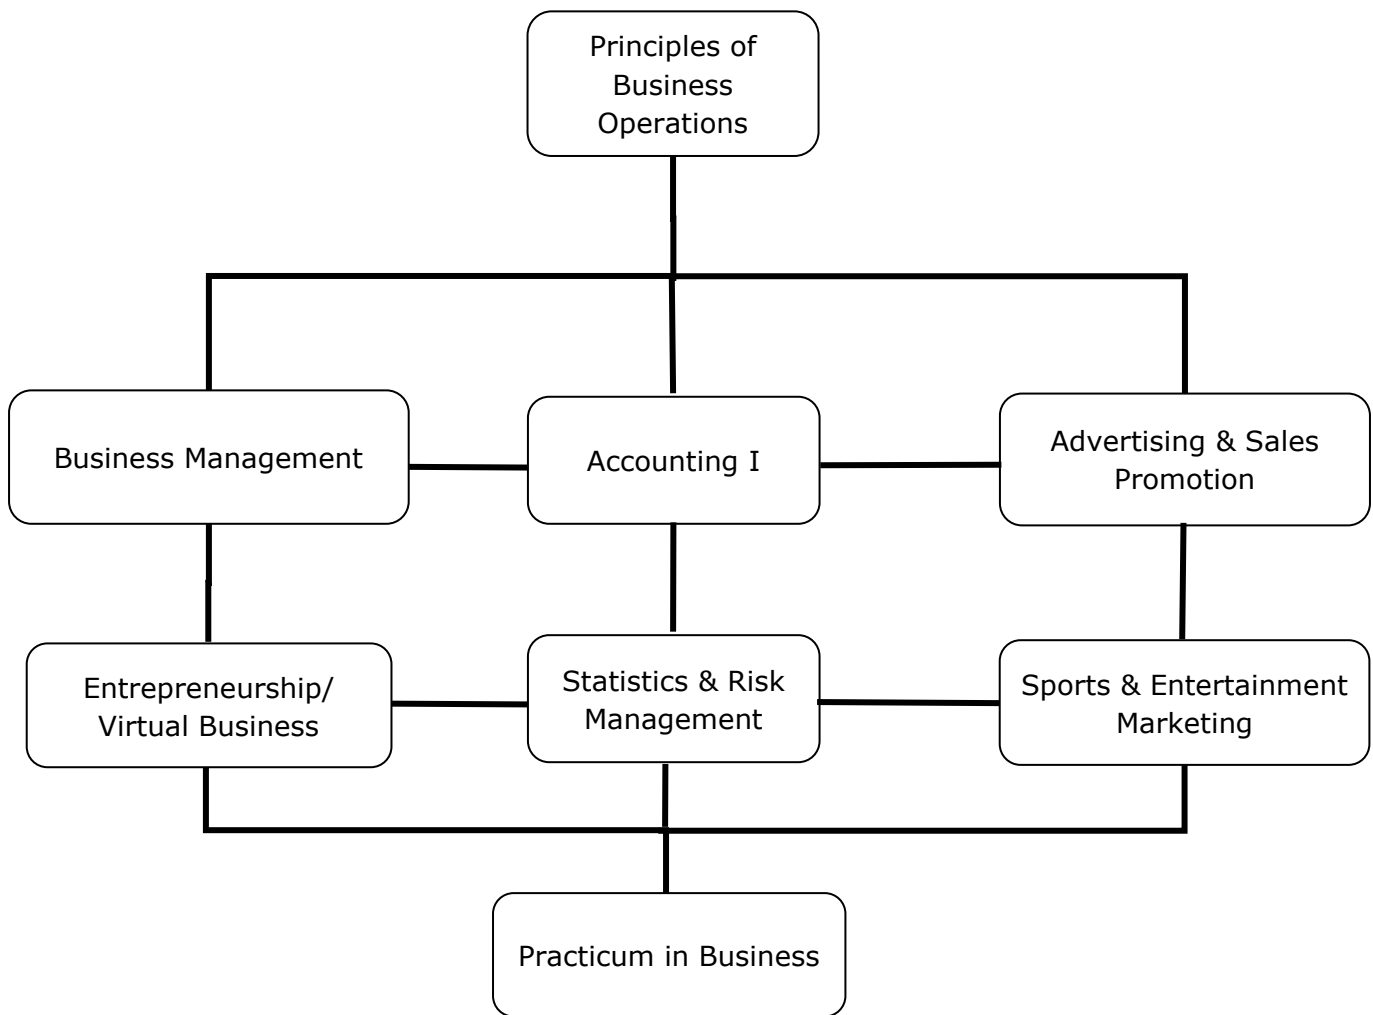 Principles of
Business
Operations
Business Management
Accounting I
Advertising & Sales
Promotion
Entrepreneurship/
Virtual Business
Statistics & Risk
Management
Sports & Entertainment
Marketing
Practicum in Business